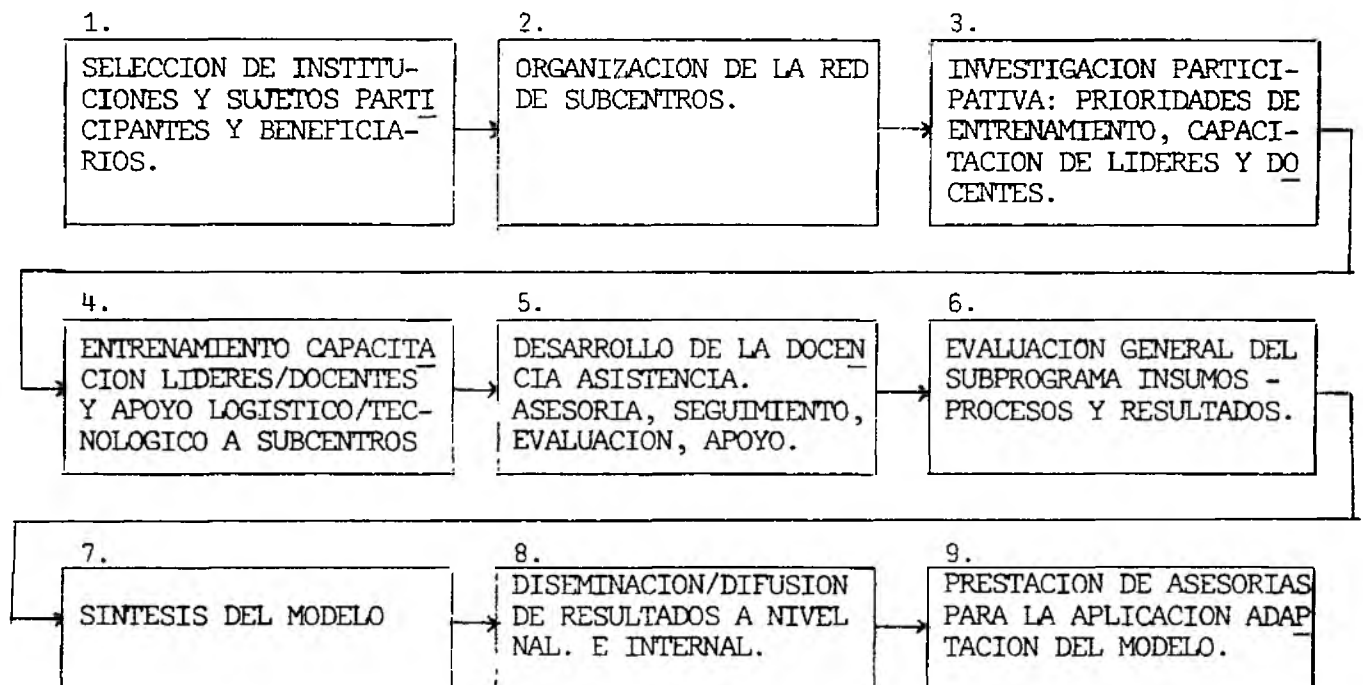 1.
SELECCION DE INSTITU-
CIONES Y SUJETOS PARTI
CIPANTES Y BENEFICIA-
RIOS.
2.
ORGANIZACION DE LA RED
DE SUBCENTROS.
3.
INVESTIGACION PARTICI-
PATIVA: PRIORIDADES DE
ENTRENAMIENTO, CAPACI-
TACION DE LIDERES Y DO
CENTES.
4.
ENTRENAMIENTO CAPACITA
CION LIDERES/DOCENTES
Y APOYO LOGISTICO/TEC-
NOLOGICO A SUBCENTROS
5.
DESARROLLO DE LA DOCEN
CIA ASISTENCIA.
ASESORIA, SEGUIMIENTO,
EVALUACION, APOYO.
6.
EVALUACION GENERAL DEL
SUBPROGRAMA INSUMOS -
PROCESOS Y RESULTADOS.
7.
SINTESIS DEL MODELO
8.
DISEMINACION/DIFUSION
DE RESULTADOS A NIVEL
NAL. E INTERNAL.
9.
PRESTACION DE ASESORIAS
PARA LA APLICACION ADAP
TACION DEL MODELO.